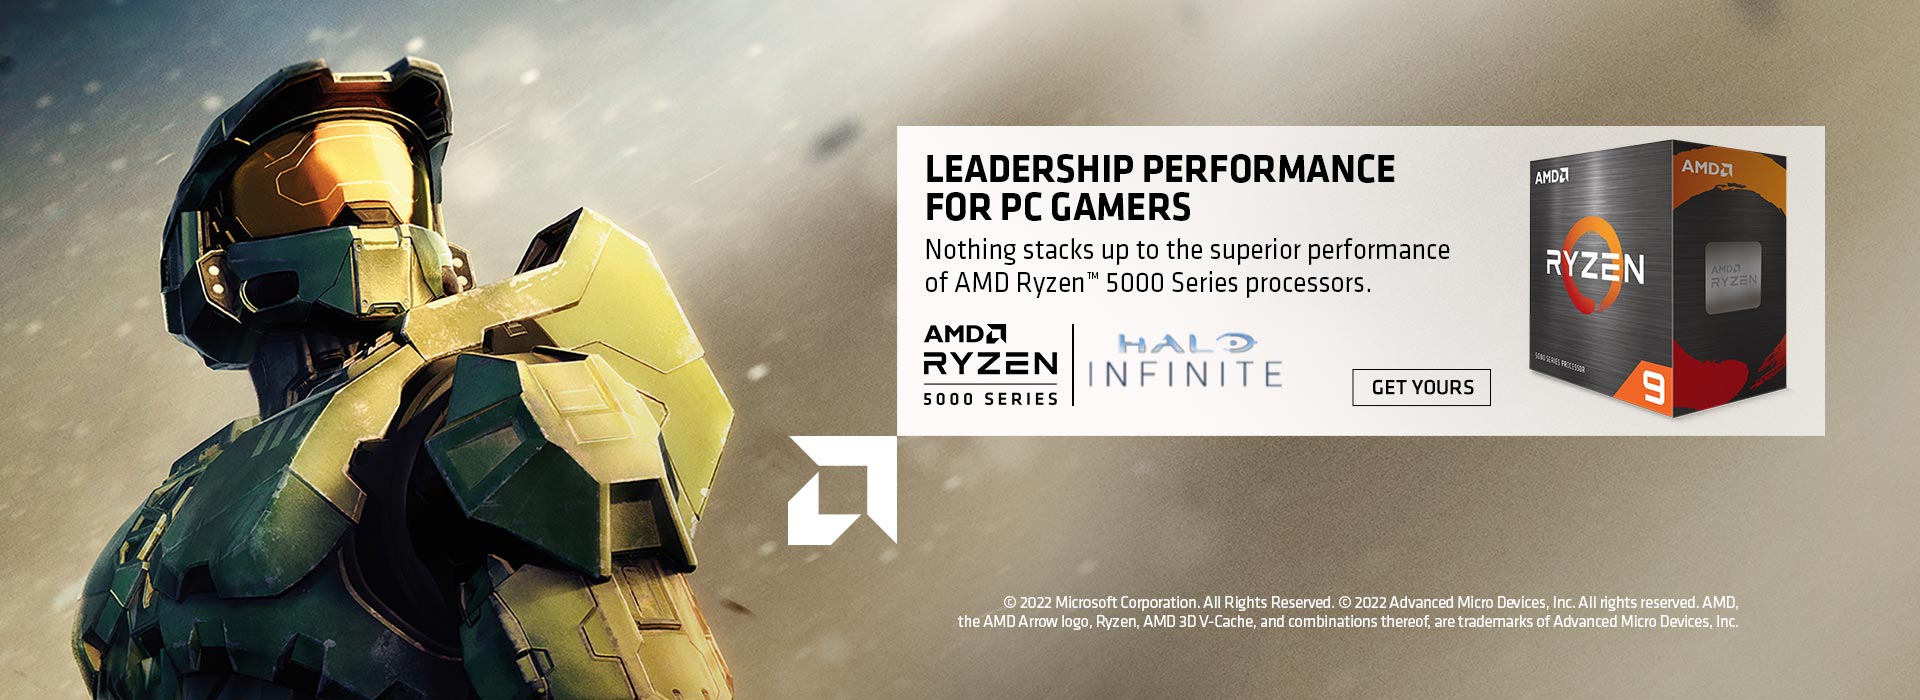 LEADERSHIP PERFORMANCE
FOR PC GAMERS
Nothing stacks up to the superior performance
of AMD Ryzen™ 5000 Series processors.
AMD
RYZEN
5000 SERIES
HALO
INFINITE
GET YOURS
AMD
RYZEN
5000 SERIES PROCESSOR
9
AMD
AMD
RYZEN
© 2022 Microsoft Corporation. All Rights Reserved. © 2022 Advanced Micro Devices, Inc. All rights reserved. AMD,
the AMD Arrow logo, Ryzen, AMD 3D V-Cache, and combinations thereof, are trademarks of Advanced Micro Devices, Inc.